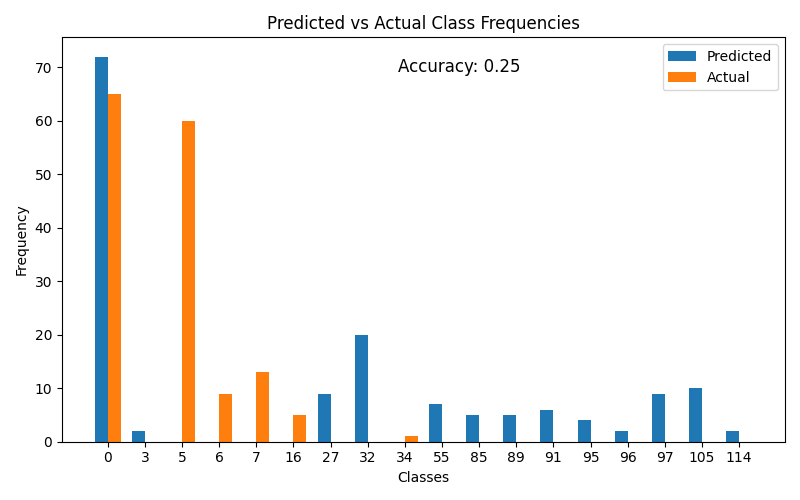 Predicted vs Actual Class Frequencies
Accuracy: 0.25
Predicted
Actual
Frequency
70
60
50
40
30
20
10
0
0 3 5 6 7 16 27 32 34 55 85 89 91 95 96 97 105 114
Classes